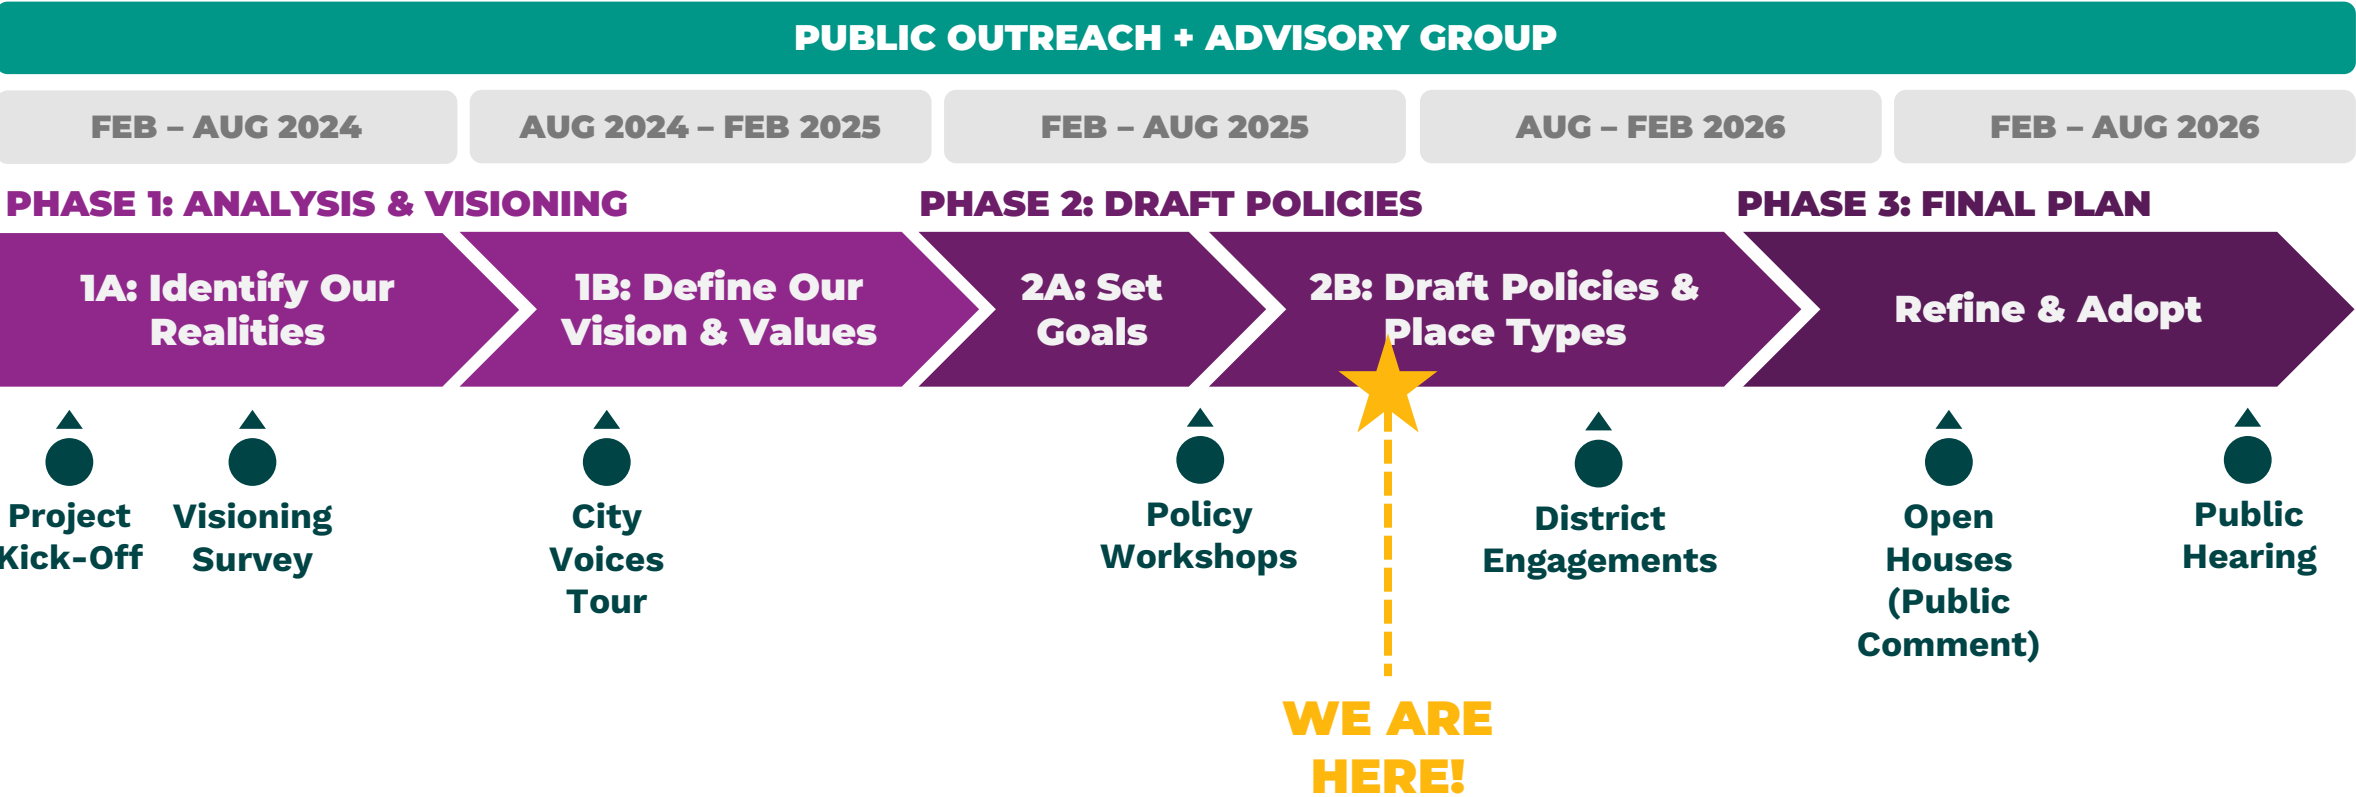 PUBLIC OUTREACH + ADVISORY GROUP
FEB – AUG 2024
AUG 2024 – FEB 2025
FEB – AUG 2025
AUG – FEB 2026
FEB – AUG 2026
PHASE 1: ANALYSIS & VISIONING
PHASE 2: DRAFT POLICIES
PHASE 3: FINAL PLAN
1A: Identify Our
Realities
1B: Define Our
Vision & Values
2A: Set
Goals
2B: Draft Policies &
Place Types
Refine & Adopt
Project
Kick-Off
Visioning
Survey
City
Voices
Tour
Policy
Workshops
District
Engagements
Open
Houses
(Public
Comment)
Public
Hearing
WE ARE
HERE!